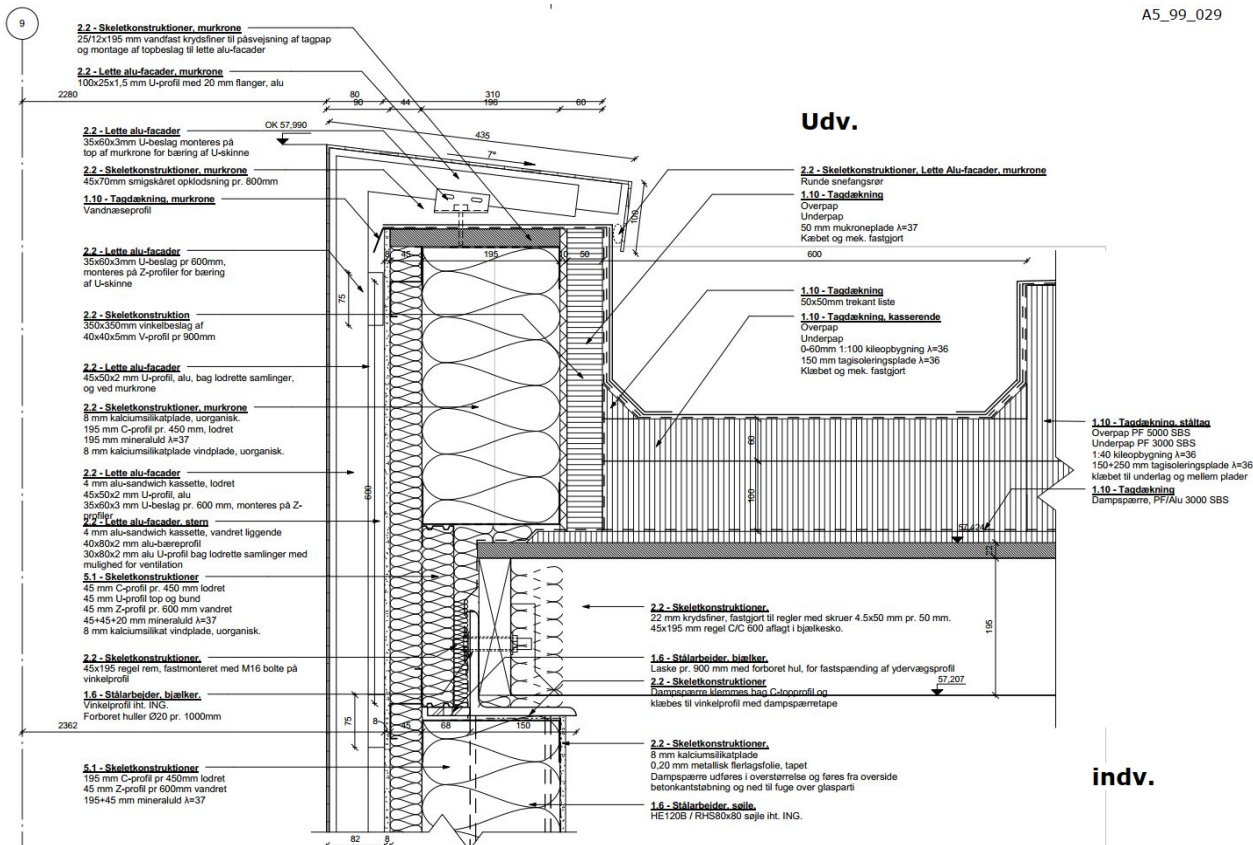 A5_99_029
9
2.2 - Skeletkonstruktioner, murkrone
25/12x195 mm vandfast krydsfiner til påsvejsning af tagpap
og montage af topbeslag til lette alu-facader
2.2 - Lette alu-facader, murkrone
100x25x1,5 mm U-profil med 20 mm flanger, alu
2280
80
90
44
310
196
60
2.2 - Lette alu-facader
35x60x3mm U-beslag monteres på
top af murkrone for bæring af U-skinne
OK 57,990
435
7°
100
Udv.
2.2 - Skeletkonstruktioner, murkrone
45x70mm smigskåret opklodsning pr. 800mm
1.10 - Tagdækning, murkrone
Vandnæseprofil
2.2 - Lette alu-facader
35x60x3mm U-beslag pr 600mm,
monteres på Z-profiler for bæring
af U-skinne
2.2 - Skeletkonstruktion
350x350mm vinkelbeslag af
40x40x5mm V-profil pr 900mm
2.2 - Lette alu-facader
45x50x2 mm U-profil, alu, bag lodrette samlinger,
og ved murkrone
2.2 - Skeletkonstruktioner, murkrone
8 mm kalciumsilikatplade, uorganisk.
195 mm C-profil pr. 450 mm, lodret
195 mm mineraluld λ=37
8 mm kalciumsilikatplade vindplade, uorganisk.
2.2 - Lette alu-facader
4 mm alu-sandwich kassette, lodret
45x50x2 mm U-profil, alu
35x60x3 mm U-beslag pr. 600 mm, monteres på Z-
profiler
2.2 - Lette alu-facader, stern
4 mm alu-sandwich kassette, vandret liggende
40x80x2 mm alu-bæreprofil
30x80x2 mm alu U-profil bag lodrette samlinger med
mulighed for ventilation
5.1 - Skeletkonstruktioner
45 mm C-profil pr. 450 mm lodret
45 mm U-profil top og bund
45 mm Z-profil pr. 600 mm vandret
45+45+20 mm mineraluld λ=37
8 mm kalciumsilikat vindplade, uorganisk.
2.2 - Skeletkonstruktioner,
45x195 regel rem, fastmonteret med M16 bolte på
vinkelprofil
1.6 - Stålarbejder, bjælker,
Vinkelprofil iht. ING.
Forboret huller Ø20 pr. 1000mm
2362
5.1 - Skeletkonstruktioner
195 mm C-profil pr 450mm lodret
45 mm Z-profil pr 600mm vandret
195+45 mm mineraluld λ=37
82
8
8
45
195
10
50
600
75
600
75
8
45
68
150
60
100
22
195
57,424
57,207
2.2 - Skeletkonstruktioner, Lette Alu-facader, murkrone
Runde snefangsrør
1.10 - Tagdækning
Overpap
Underpap
50 mm mukroneplade λ=37
Kæbet og mek. fastgjort
1.10 - Tagdækning
50x50mm trekant liste
1.10 - Tagdækning, kasserende
Overpap
Underpap
0-60mm 1:100 kileopbygning λ=36
150 mm tagisoleringsplade λ=36
Klæbet og mek. fastgjort
1.10 - Tagdækning, ståltag
Overpap PF 5000 SBS
Underpap PF 3000 SBS
1:40 kileopbygning λ=36
150+250 mm tagisoleringsplade λ=36
klæbet til underlag og mellem plader
1.10 - Tagdækning
Dampspærre, PF/Alu 3000 SBS
2.2 - Skeletkonstruktioner,
22 mm krydsfiner, fastgjort til regler med skruer 4.5x50 mm pr. 50 mm.
45x195 mm regel C/C 600 aflagt i bjælkesko.
1.6 - Stålarbejder, bjælker,
Laske pr. 900 mm med forboret hul, for fastspænding af ydervægsprofil
2.2 - Skeletkonstruktioner
Dampspærre klemmes bag C-topprofil og
klæbes til vinkelprofil med dampspærretape
2.2 - Skeletkonstruktioner,
8 mm kalciumsilikatplade
0,20 mm metallisk flerlagsfolie, tapet
Dampspærre udføres i overstørrelse og føres fra overside
betonkantstøbning og ned til fuge over glasparti
1.6 - Stålarbejder, søjle,
HE120B / RHS80x80 søjle iht. ING.
indv.